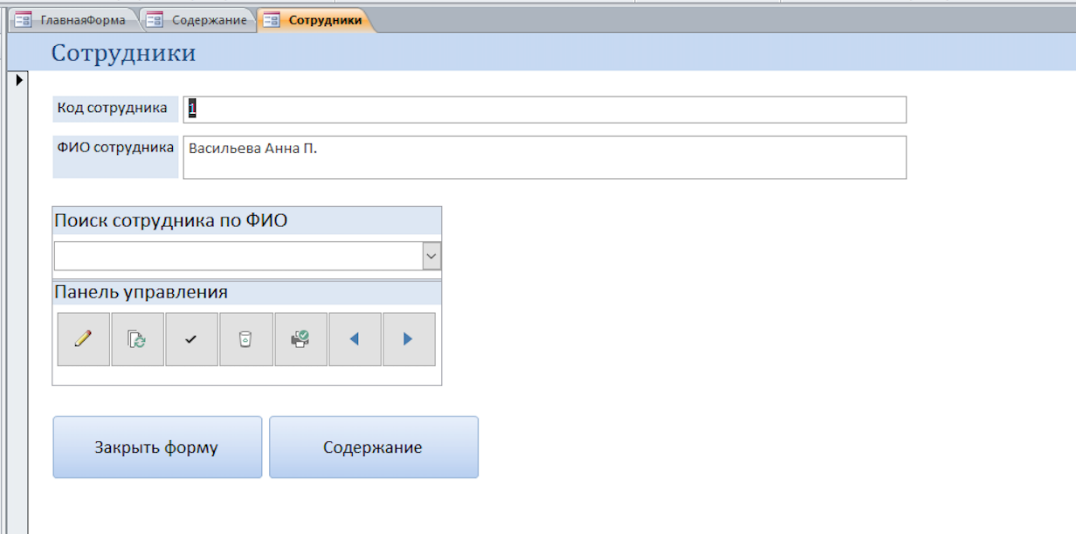 ГлавнаяФорма Содержание Сотрудники
Сотрудники
Код сотрудника 1
ФИО сотрудника Васильева Анна П.
Поиск сотрудника по ФИО
Панель управления
Закрыть форму Содержание